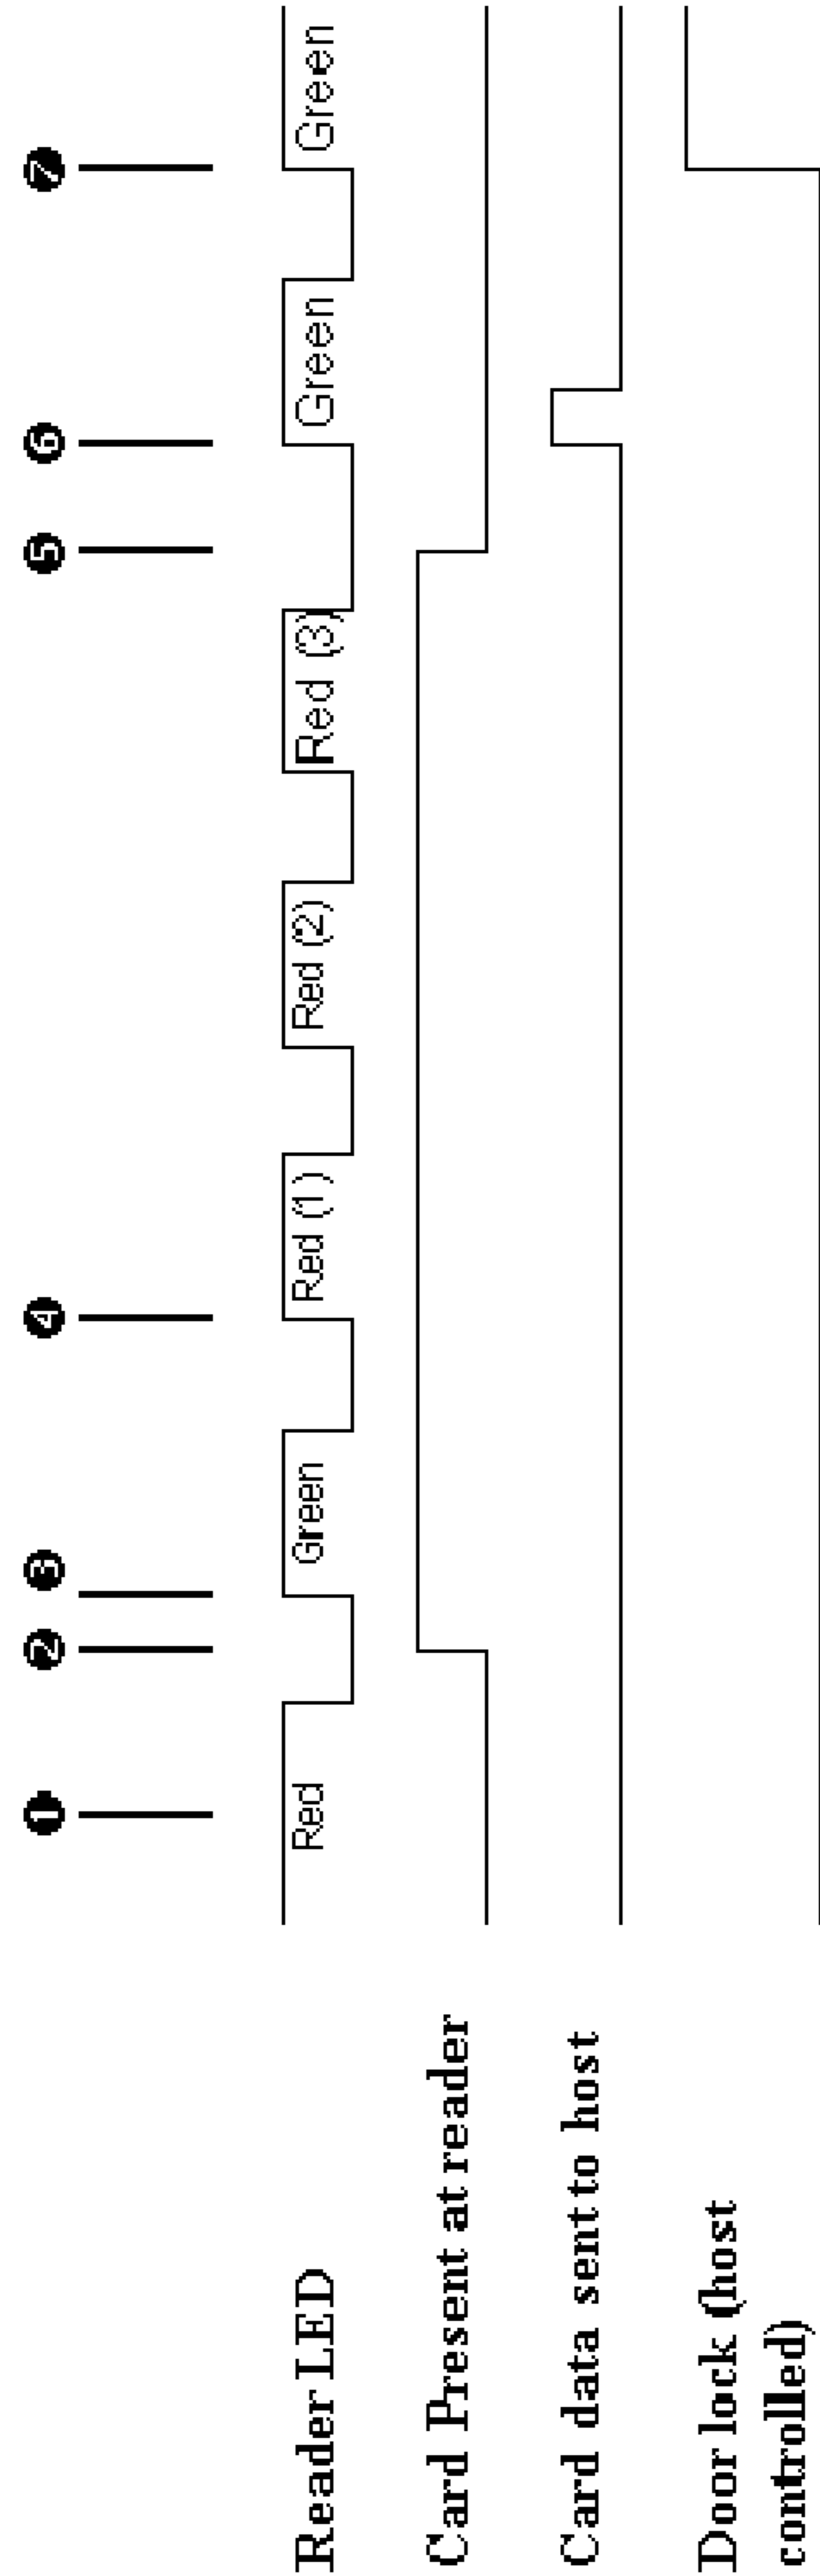 ❶ ❷ ❸ ❹ ❺ ❻ ❼
Reader LED
Red Green Red (1) Red (2) Red (3) Green Green
Card Present at reader
Card data sent to host
Door lock (host
controlled)